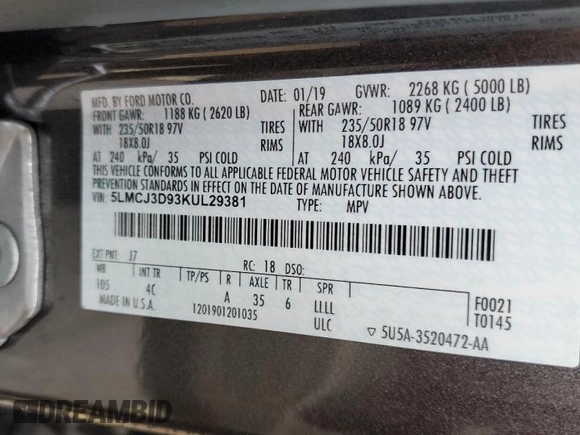 MFD. BY FORD MOTOR CO.
DATE: 01/19 GVWR: 2268 KG ( 5000 LB)
FRONT GAWR: 1188 KG ( 2620 LB) REAR GAWR: 1089 KG ( 2400 LB)
WITH 235/50R18 97V TIRES WITH 235/50R18 97V TIRES
18X8.0J RIMS 18X8.0J RIMS
AT 240 kPa/ 35 PSI COLD AT 240 kPa/ 35 PSI COLD
THIS VEHICLE CONFORMS TO ALL APPLICABLE FEDERAL MOTOR VEHICLE SAFETY AND THEFT
PREVENTION STANDARDS IN EFFECT ON THE DATE OF MANUFACTURE SHOWN ABOVE.
VIN: 5LMCJ3D93KUL29381 TYPE: MPV
EXT PNT: J7 RC: 18 DSO:
WB INT TR TP/PS R AXLE TR SPR
105 4C A 35 6 LLLL F0021
MADE IN U.S.A. 1201901201035 ULC T0145
5U5A-3520472-AA
DREAMBID